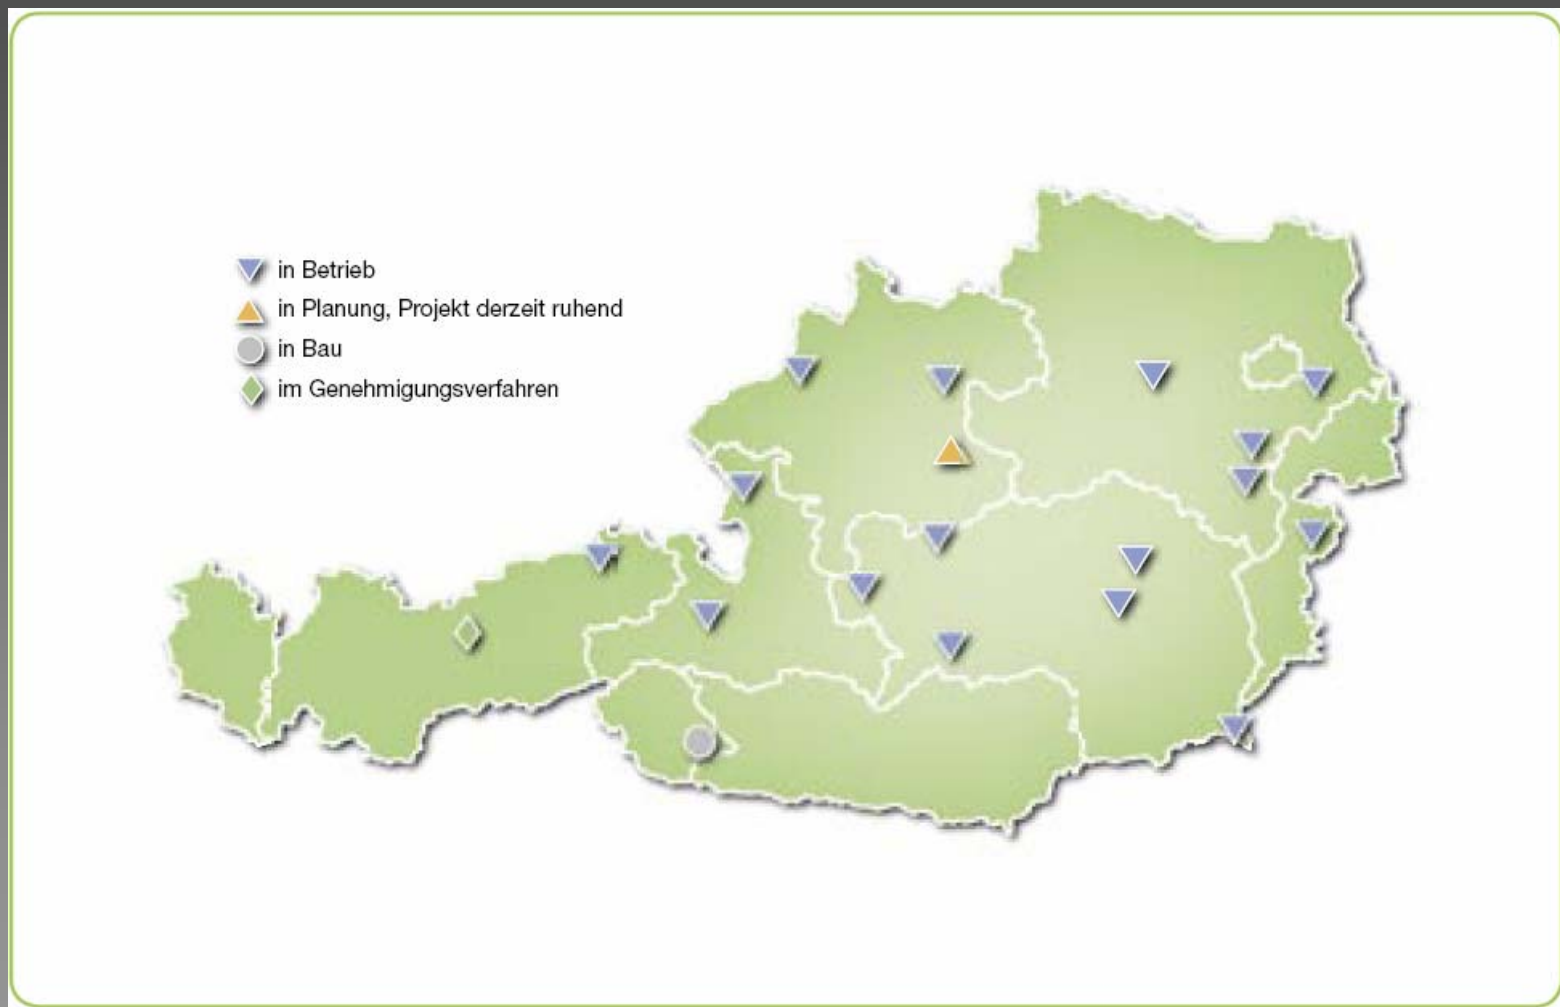 in Betrieb
in Planung, Projekt derzeit ruhend
in Bau
im Genehmigungsverfahren